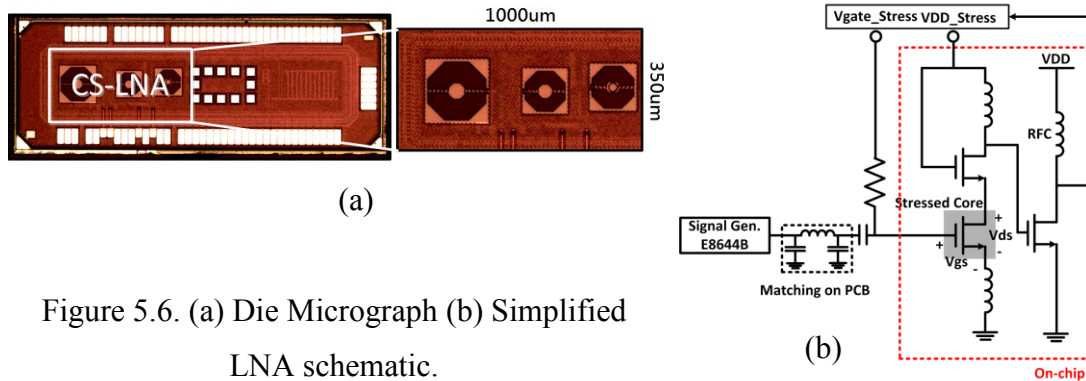 1000um
CS-LNA
350um
(a)
Figure 5.6. (a) Die Micrograph (b) Simplified
LNA schematic.
Vgate_Stress VDD_Stress
VDD
RFC
Stressed Core
Signal Gen.
E8644B
+
Vds
-
+
Vgs
-
Matching on PCB
(b)
On-chip